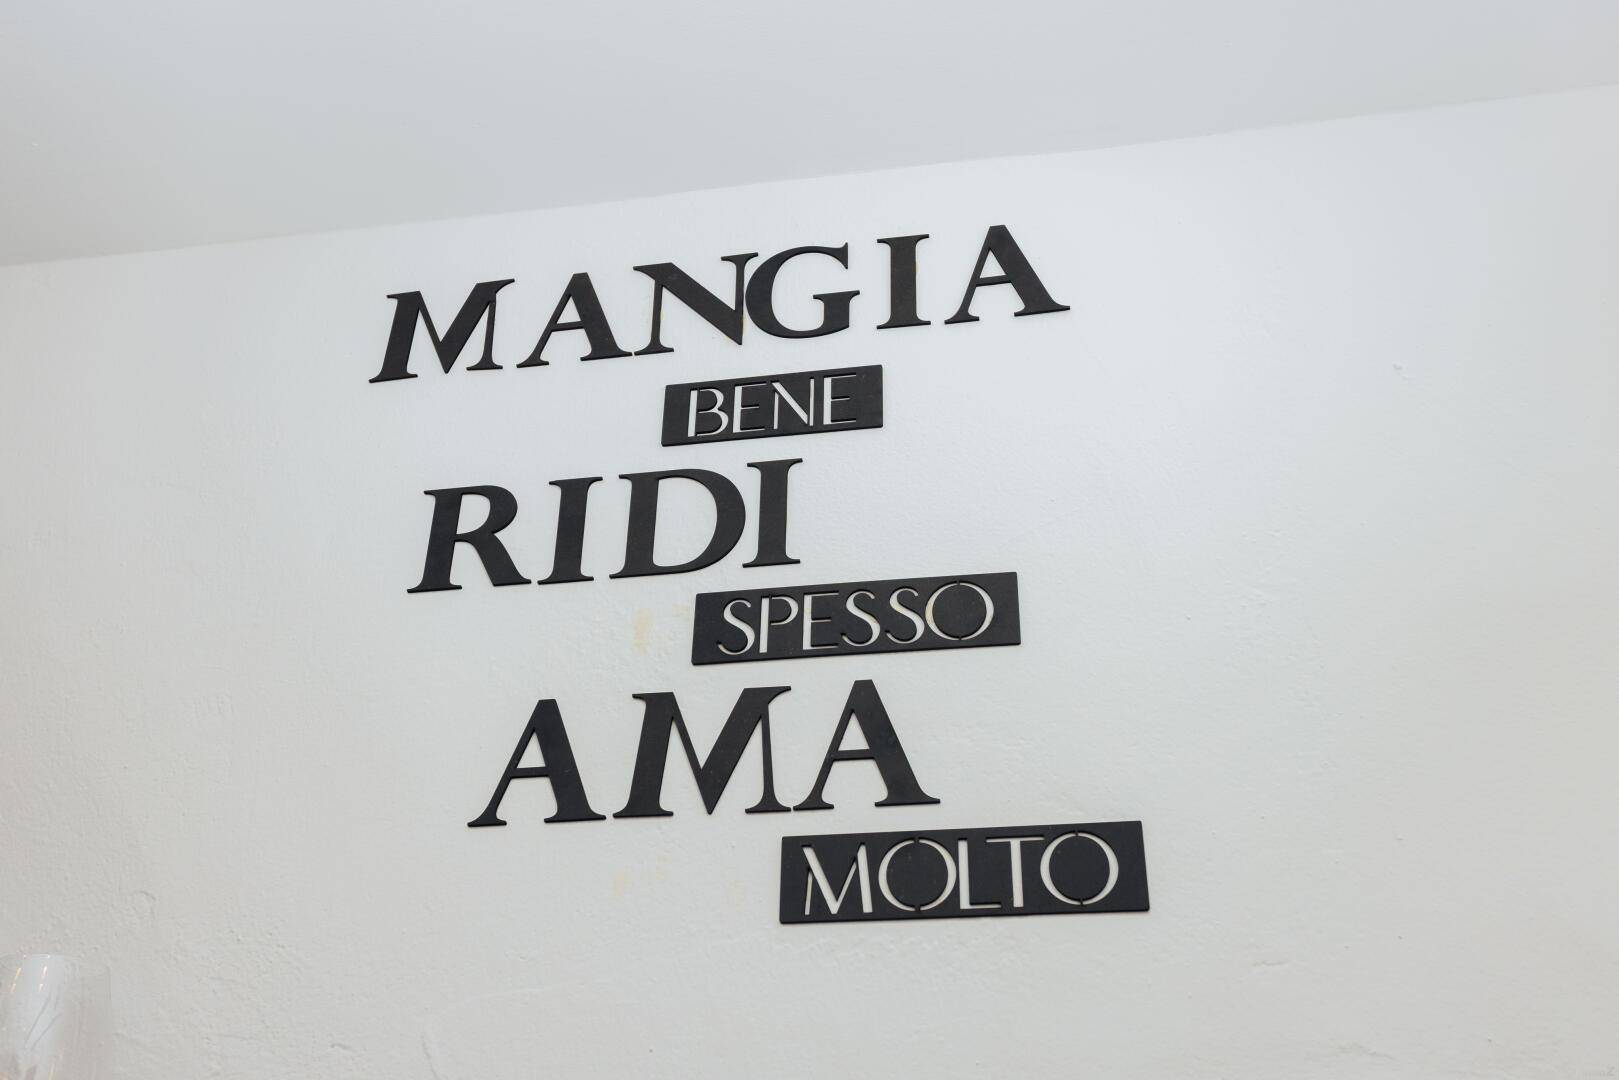 MANGIA
BENE
RIDI
SPESSO
AMA
MOLTO